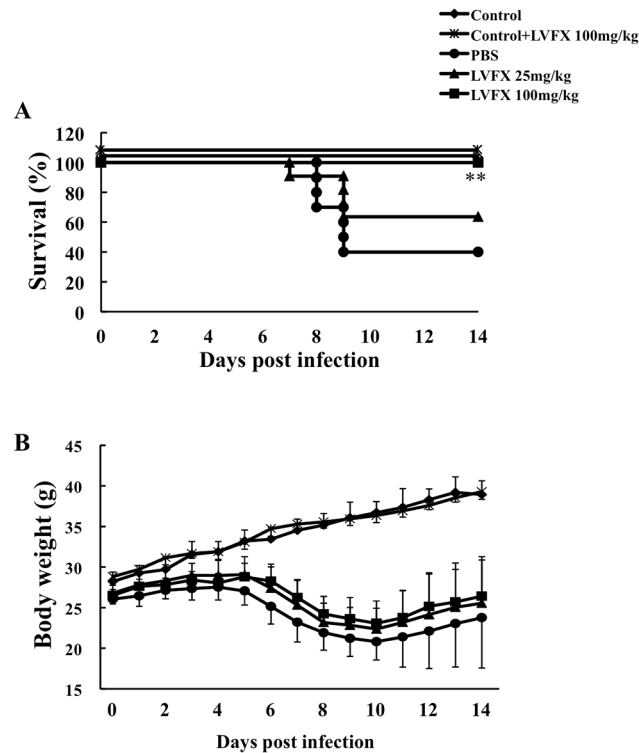 Control
Control+LVFX 100mg/kg
PBS
LVFX 25mg/kg
LVFX 100mg/kg
A
120
100
80
60
40
20
0
Survival (%)
**
0 2 4 6 8 10 12 14
Days post infection
B
45
40
35
30
25
20
15
Body weight (g)
0 2 4 6 8 10 12 14
Days post infection